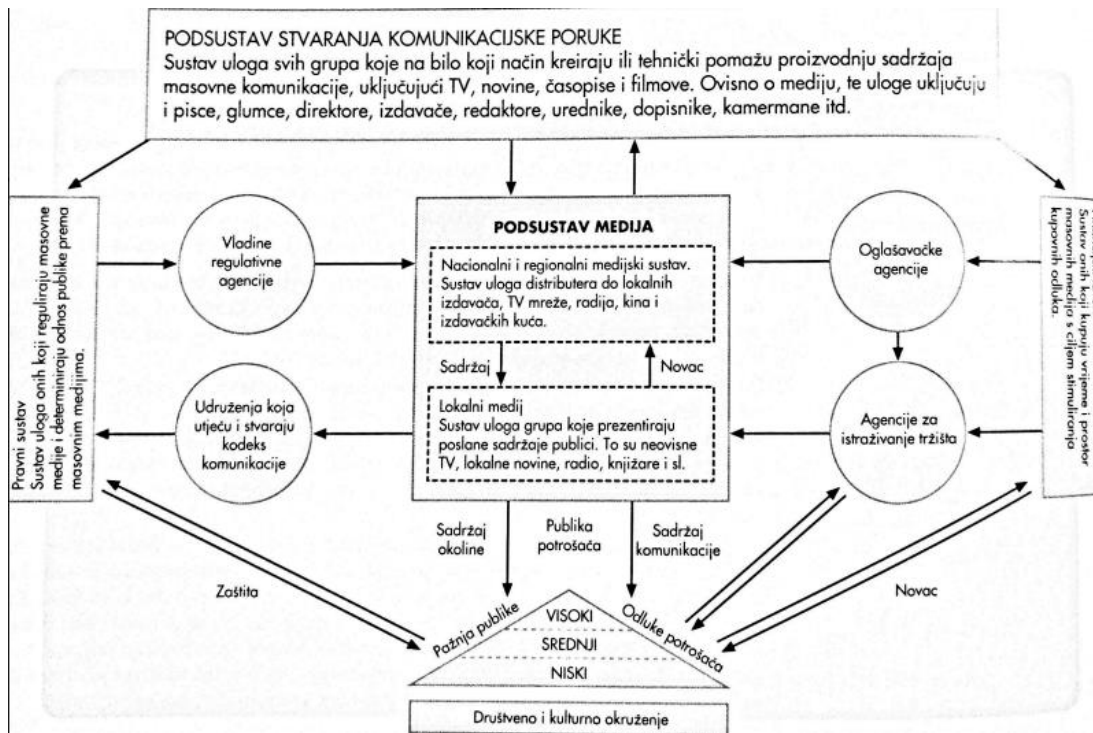 PODSUSTAV STVARANJA KOMUNIKACIJSKE PORUKE
Sustav uloga svih grupa koje na bilo koji način kreiraju ili tehnički pomažu proizvodnju sadržaja
masovne komunikacije, uključujući TV, novine, časopise i filmove. Ovisno o mediju, te uloge uključuju
i pisce, glumce, direktore, izdavače, redaktore, urednike, dopisnike, kamermane itd.
Pravni sustav
Sustav uloga onih koji reguliraju masovne
medije i determiniraju odnos publike prema
masovnim medijima.
Vladine
regulativne
agencije
Udruženja koja
utječu i stvaraju
kodeks
komunikacije
PODSUSTAV MEDIJA
Nacionalni i regionalni medijski sustav.
Sustav uloga distributera do lokalnih
izdavača, TV mreže, radija, kina i
izdavačkih kuća.
Sadržaj
Novac
Lokalni medij
Sustav uloga grupa koje prezentiraju
poslane sadržaje publici. To su neovisne
TV, lokalne novine, radio, knjižare i sl.
Oglašavačke
agencije
Agencije za
istraživanje tržišta
Sustav onih koji kupuju vrijeme i prostor
masovnih medija s ciljem stimuliranja
kupovnih odluka.
Sadržaj
okoline
Publika
potrošača
Sadržaj
komunikacije
Zaštita
Novac
Pažnja publike
VISOKI
SREDNJI
NISKI
Odluke potrošača
Društveno i kulturno okruženje